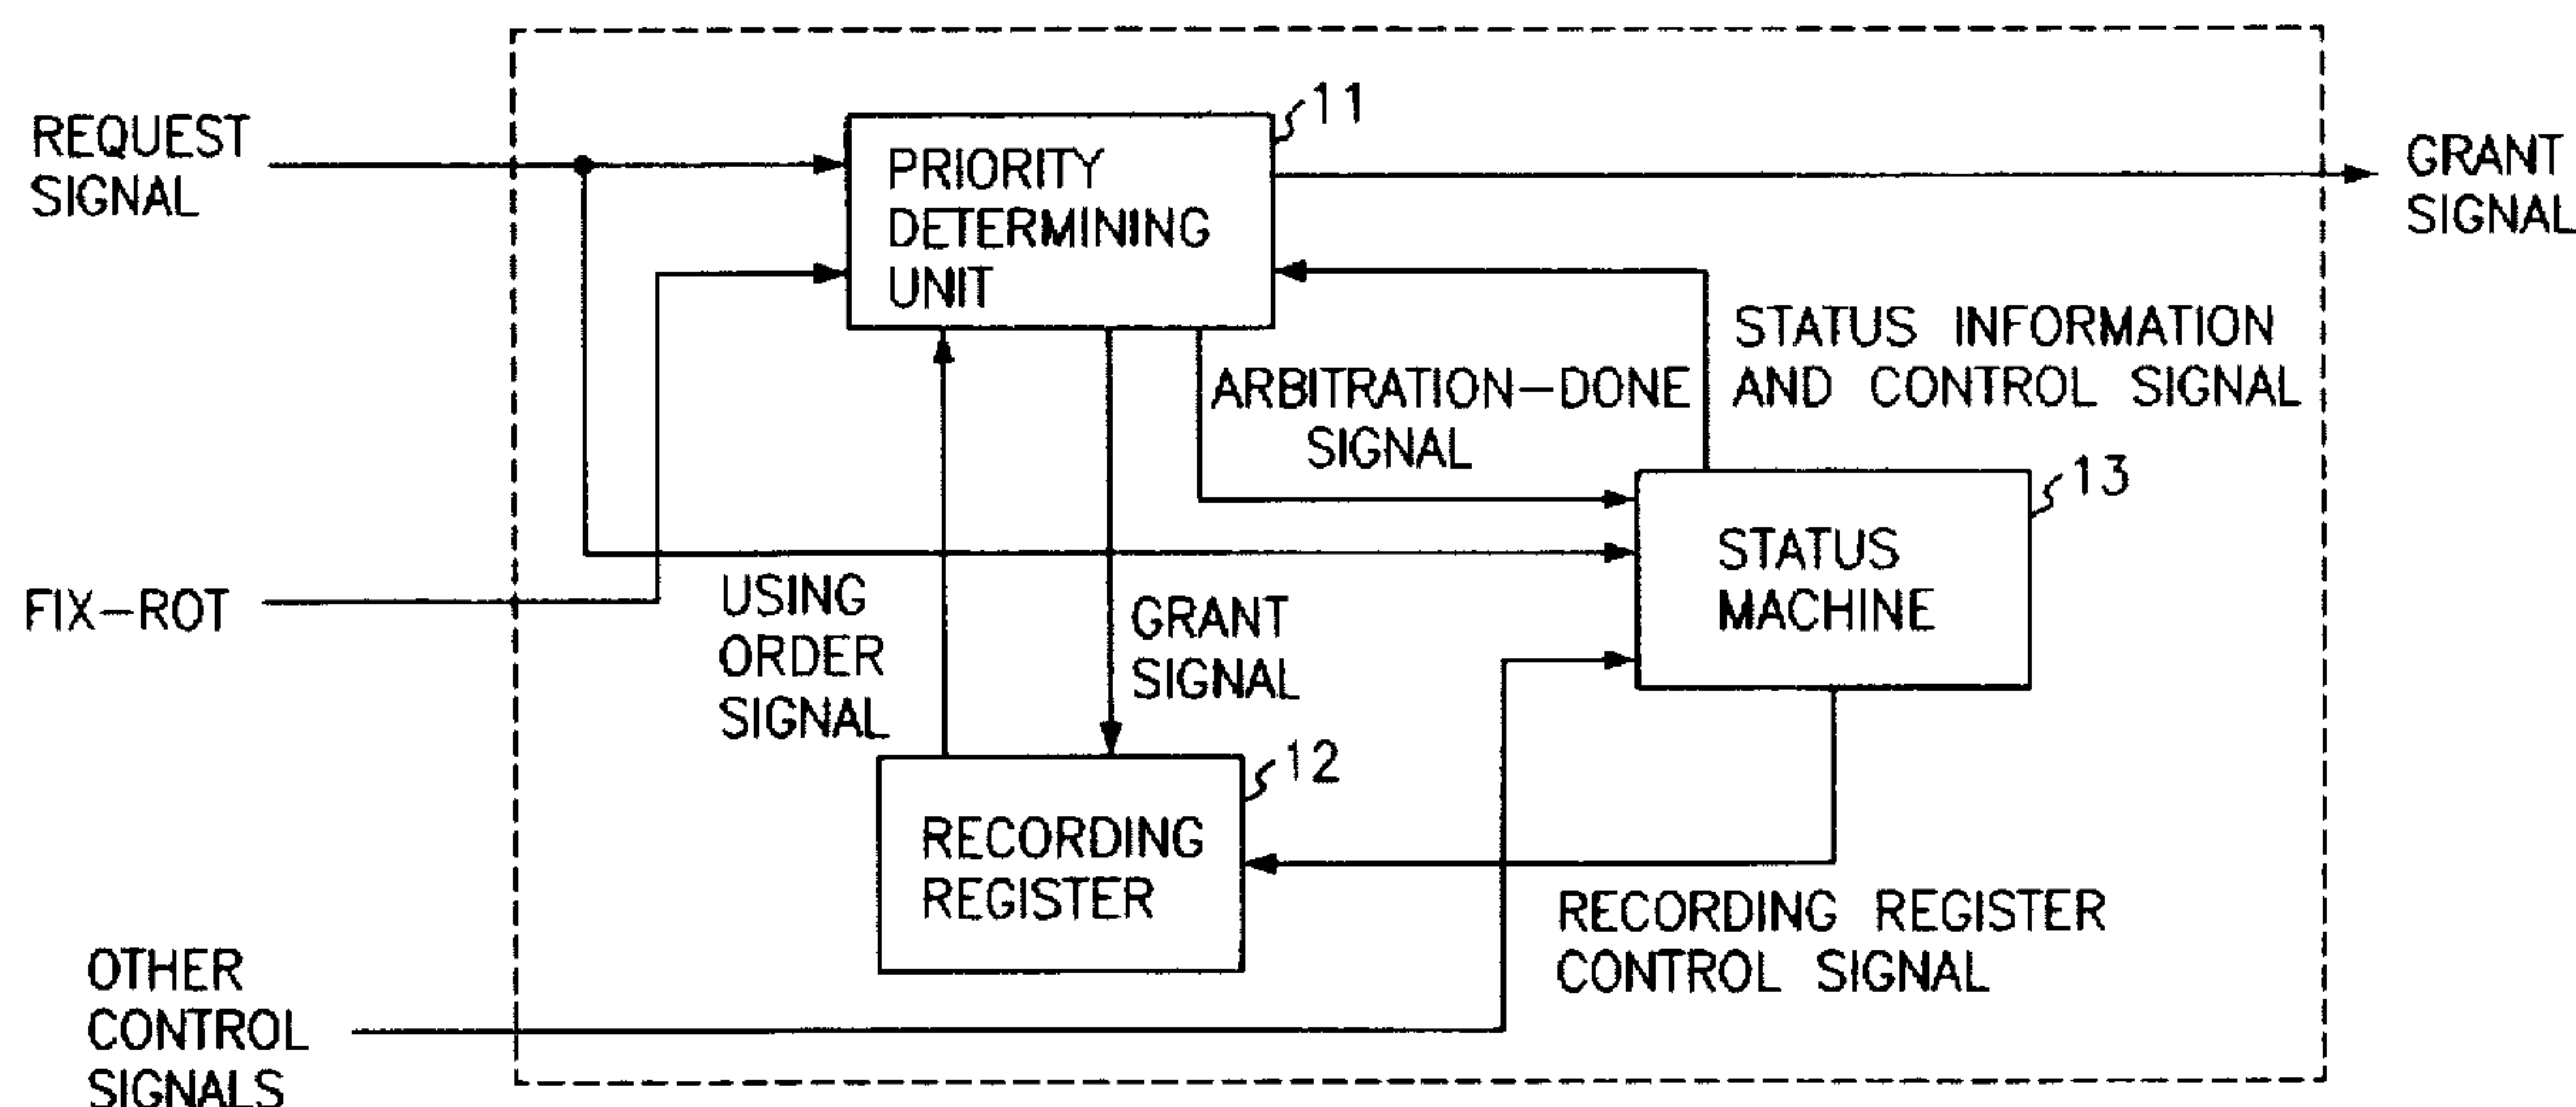 REQUEST
SIGNAL
11
PRIORITY
DETERMINING
UNIT
GRANT
SIGNAL
STATUS INFORMATION
AND CONTROL SIGNAL
ARBITRATION-DONE
SIGNAL
13
STATUS
MACHINE
FIX-ROT
USING
ORDER
SIGNAL
GRANT
SIGNAL
12
RECORDING
REGISTER
RECORDING REGISTER
CONTROL SIGNAL
OTHER
CONTROL
SIGNALS